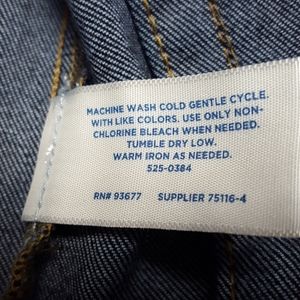 MACHINE WASH COLD GENTLE CYCLE.
WITH LIKE COLORS. USE ONLY NON-
CHLORINE BLEACH WHEN NEEDED.
TUMBLE DRY LOW.
WARM IRON AS NEEDED.
525-0384
RN# 93677 SUPPLIER 75116-4